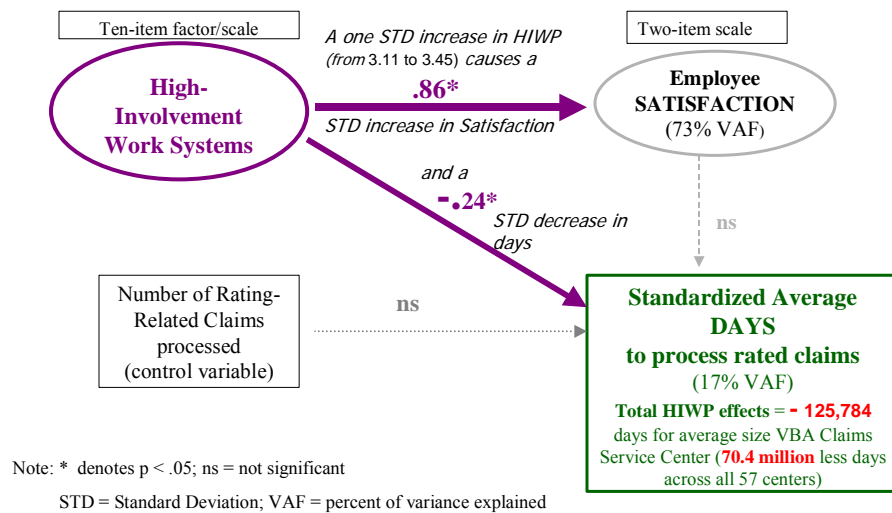 Ten-item factor/scale
A one STD increase in HIWP
(from 3.11 to 3.45) causes a
.86*
STD increase in Satisfaction
Two-item scale
High-
Involvement
Work Systems
Employee
SATISFACTION
(73% VAF)
and a
-.24*
STD decrease in
days
ns
Number of Rating-
Related Claims
processed
(control variable)
ns
Standardized Average
DAYS
to process rated claims
(17% VAF)
Total HIWP effects = - 125,784
days for average size VBA Claims
Service Center (70.4 million less days
across all 57 centers)
Note: * denotes p < .05; ns = not significant
STD = Standard Deviation; VAF = percent of variance explained